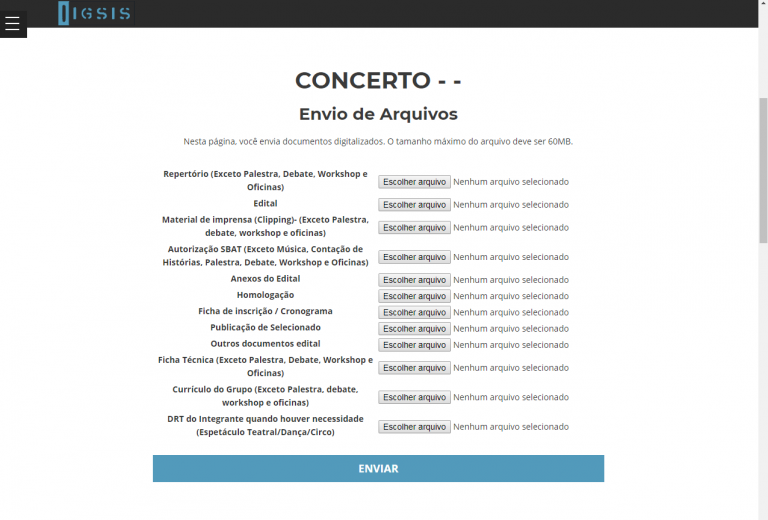 IGSIS
CONCERTO - -
Envio de Arquivos
Nesta página, você envia documentos digitalizados. O tamanho máximo do arquivo deve ser 60MB.
Repertório (Exceto Palestra, Debate, Workshop e
Oficinas)
Escolher arquivo Nenhum arquivo selecionado
Edital
Escolher arquivo Nenhum arquivo selecionado
Material de imprensa (Clipping)- (Exceto Palestra,
debate, workshop e oficinas)
Escolher arquivo Nenhum arquivo selecionado
Autorização SBAT (Exceto Música, Contação de
Histórias, Palestra, Debate, Workshop e Oficinas)
Escolher arquivo Nenhum arquivo selecionado
Anexos do Edital
Escolher arquivo Nenhum arquivo selecionado
Homologação
Escolher arquivo Nenhum arquivo selecionado
Ficha de inscrição / Cronograma
Escolher arquivo Nenhum arquivo selecionado
Publicação de Selecionado
Escolher arquivo Nenhum arquivo selecionado
Outros documentos edital
Escolher arquivo Nenhum arquivo selecionado
Ficha Técnica (Exceto Palestra, Debate, Workshop e
Oficinas)
Escolher arquivo Nenhum arquivo selecionado
Currículo do Grupo (Exceto Palestra, debate,
workshop e oficinas)
Escolher arquivo Nenhum arquivo selecionado
DRT do Integrante quando houver necessidade
(Espetáculo Teatral/Dança/Circo)
Escolher arquivo Nenhum arquivo selecionado
ENVIAR